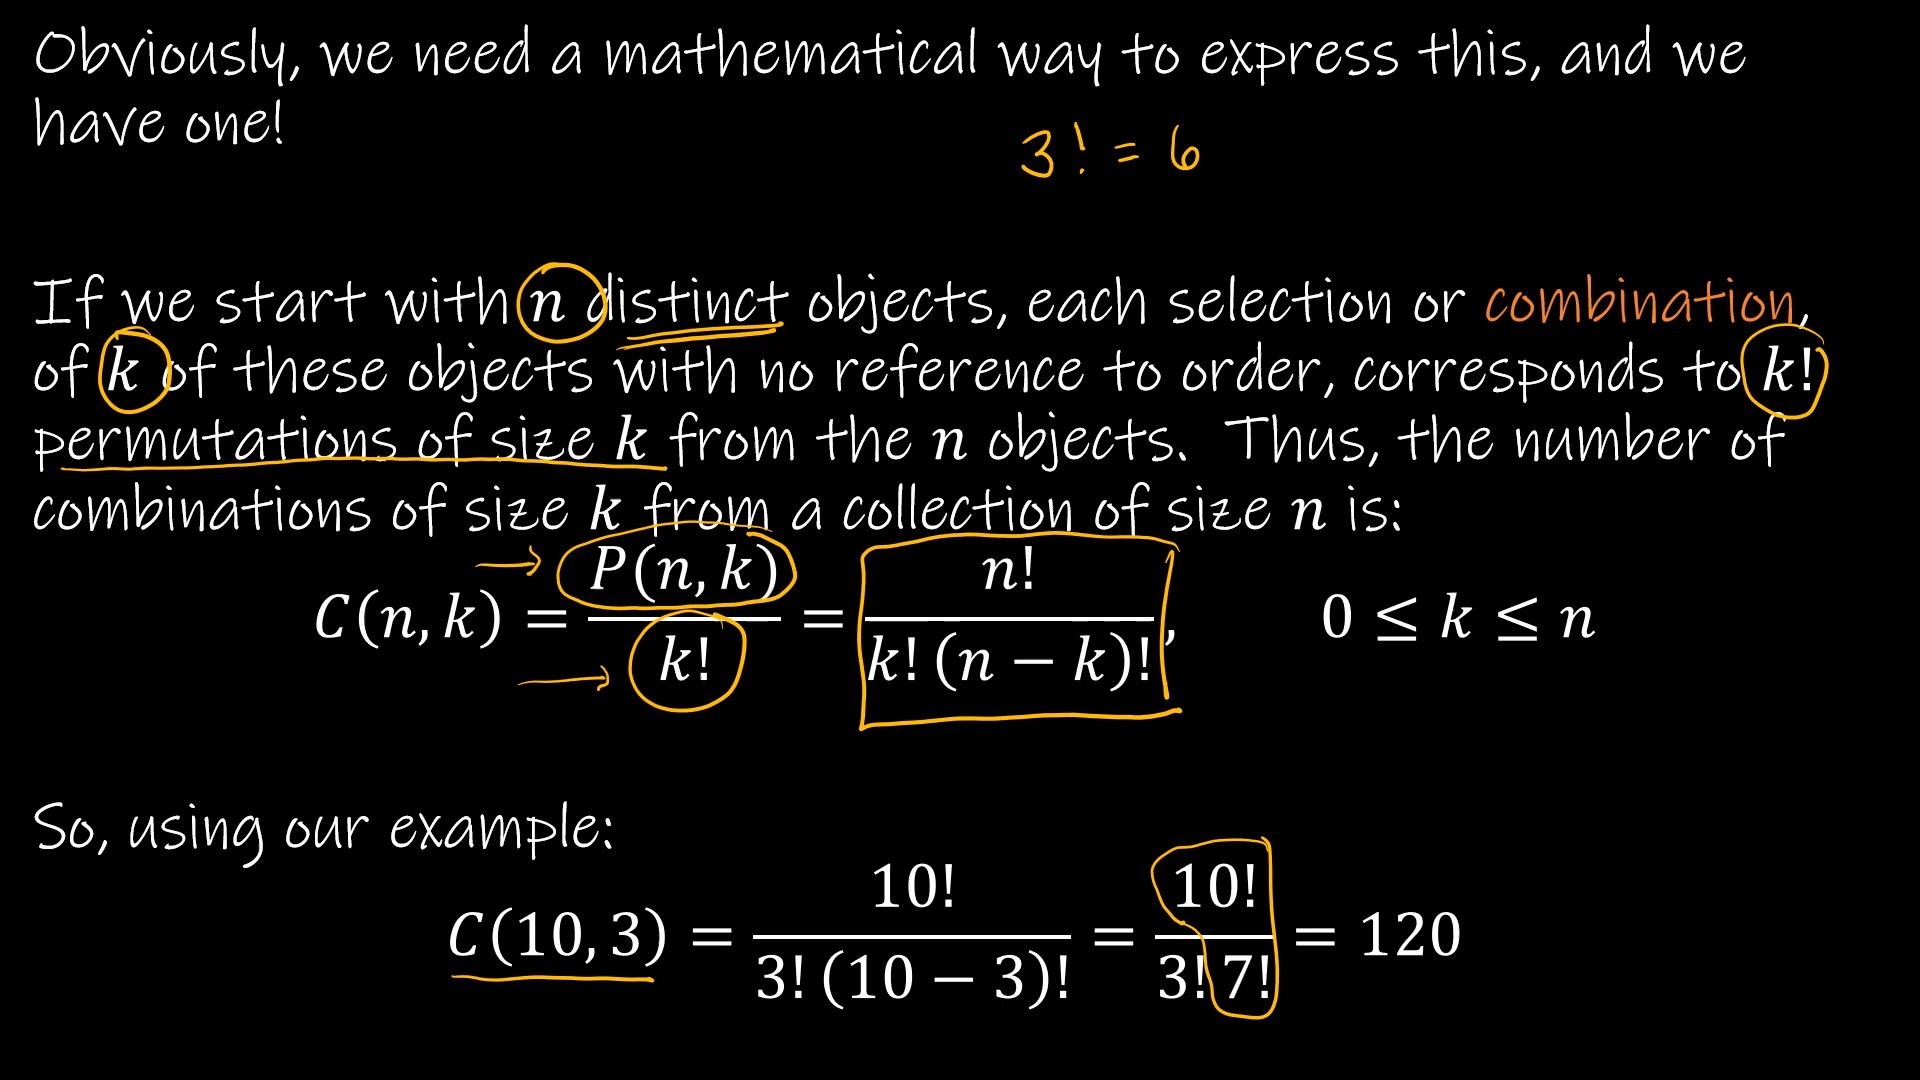 Obviously, we need a mathematical way to express this, and we
have one!
3! = 6
If we start with n distinct objects, each selection or combination,
of k of these objects with no reference to order, corresponds to k!
permutations of size k from the n objects. Thus, the number of
combinations of size k from a collection of size n is:
C(n, k) = P(n, k) / k! = n! / k! (n − k)!, 0 ≤ k ≤ n
So, using our example:
C(10, 3) = 10! / 3! (10 − 3)! = 10! / 3! 7! = 120